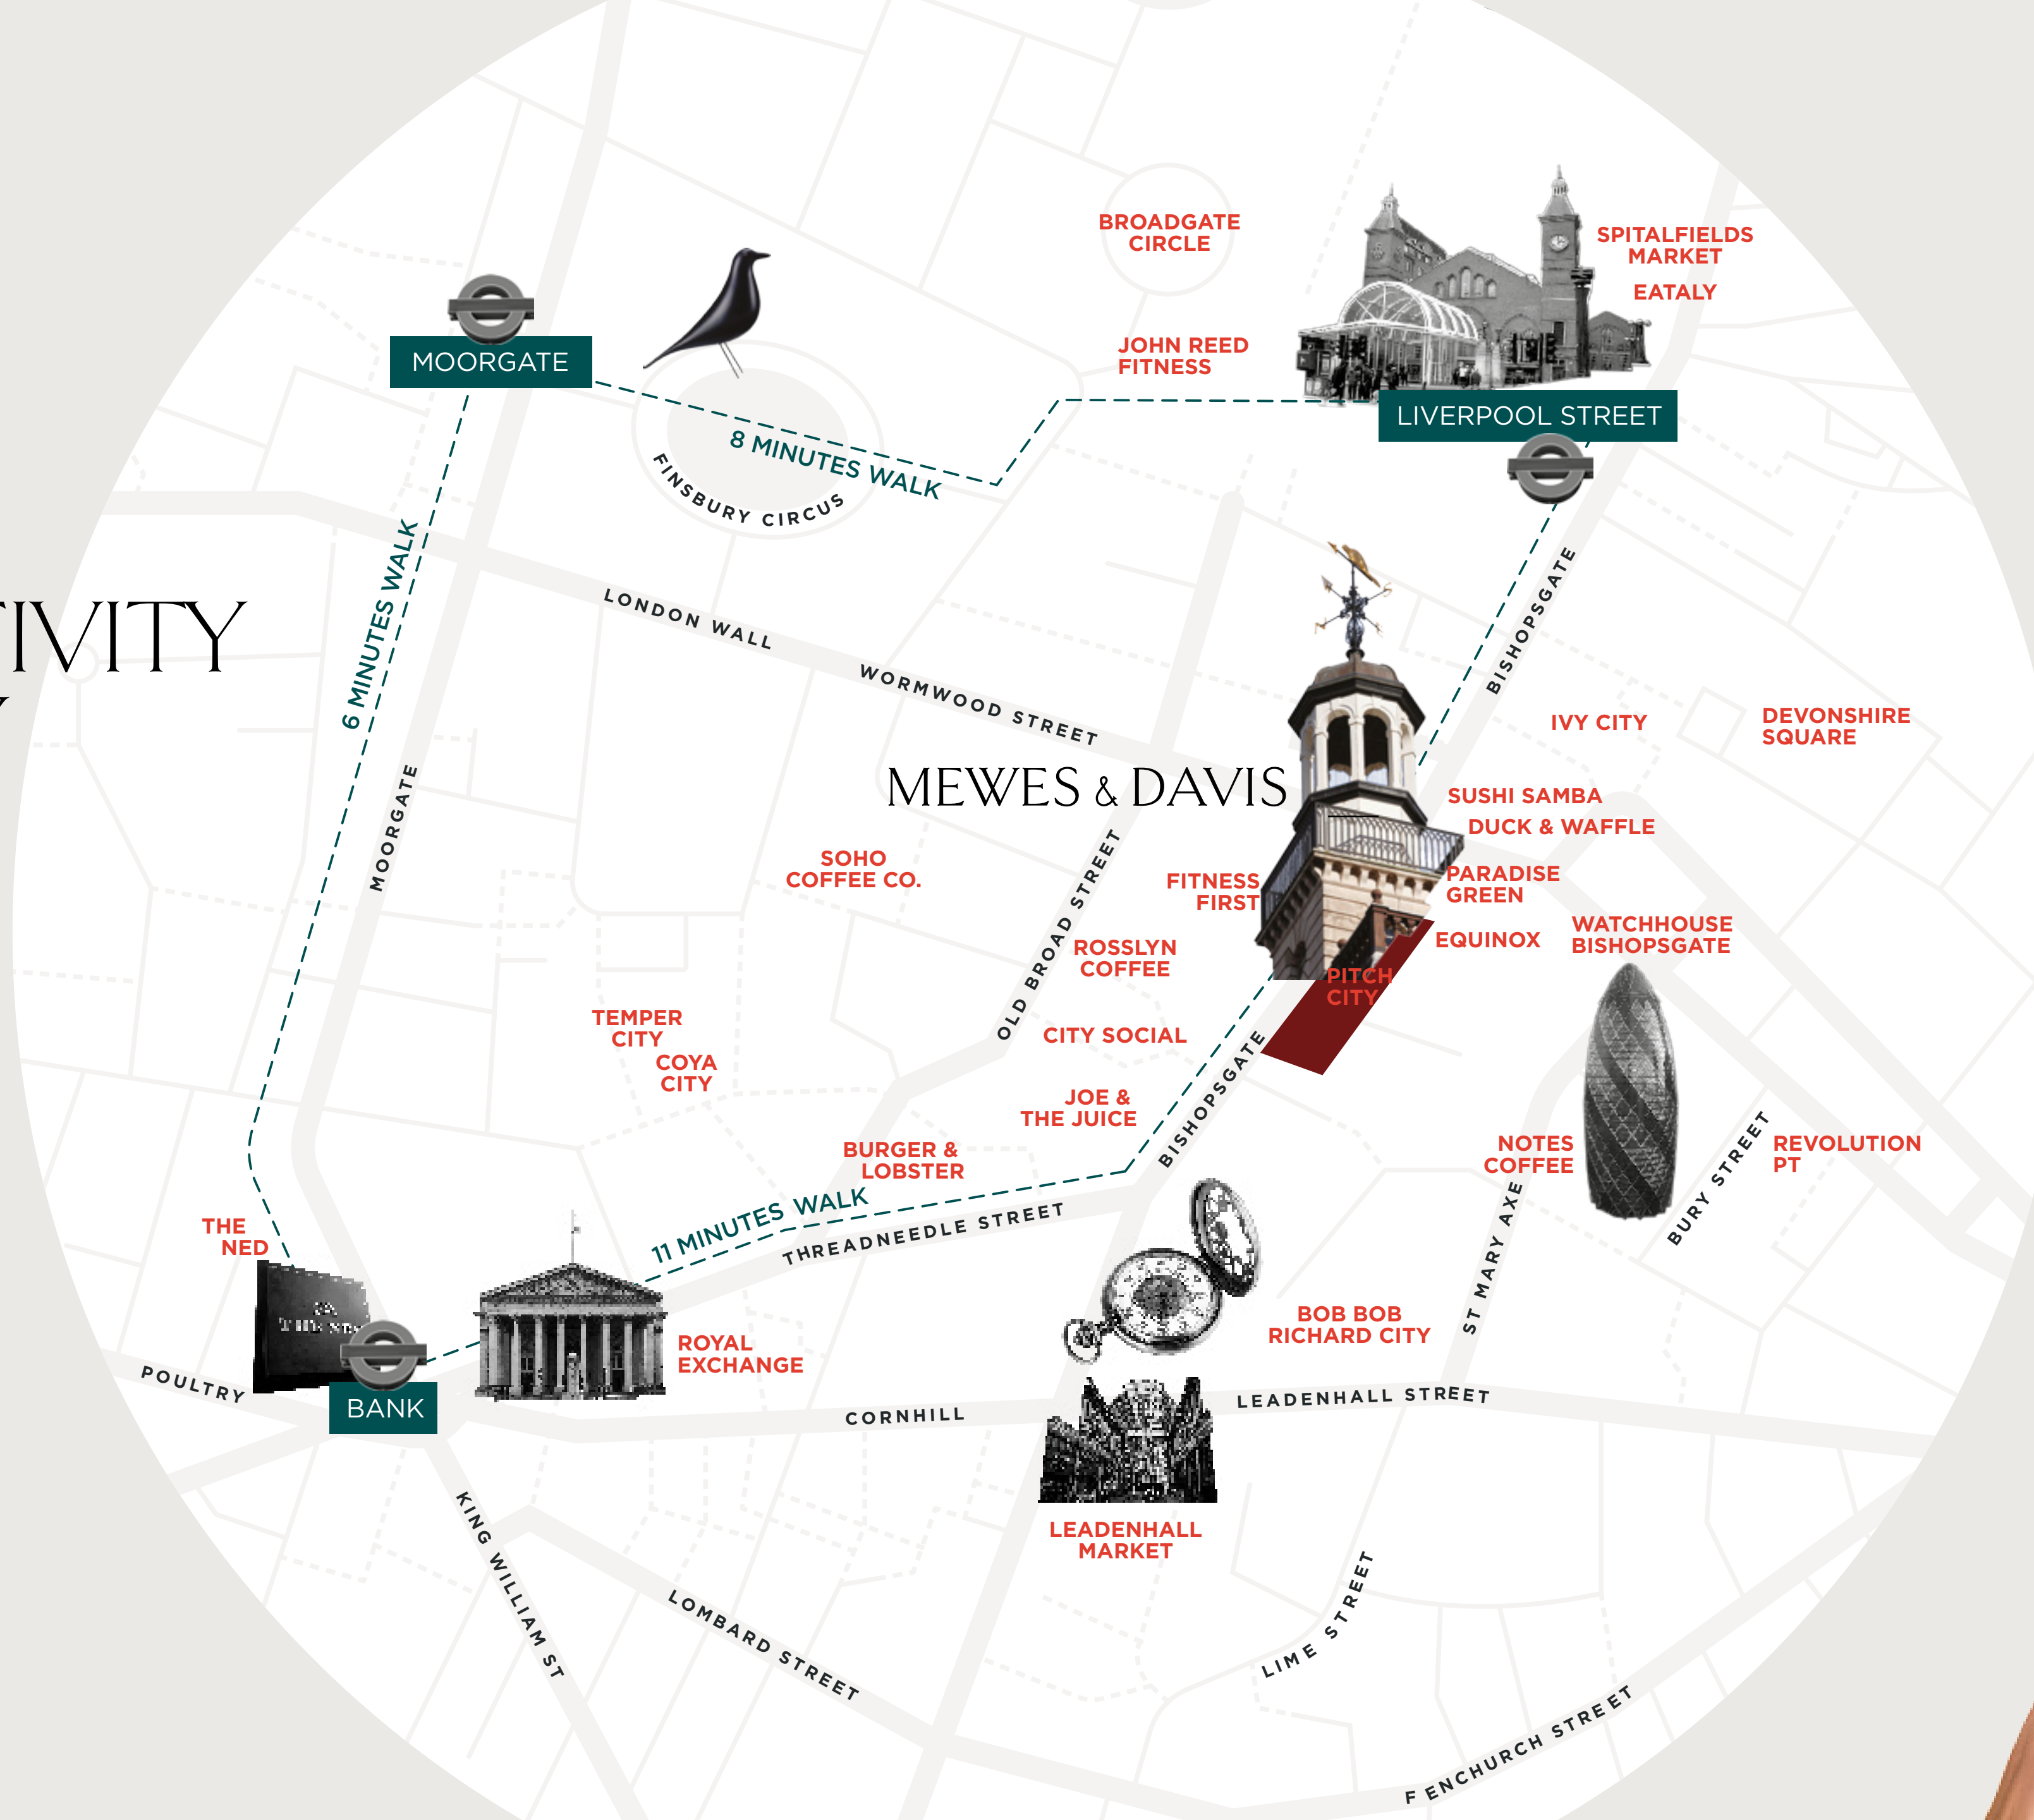 BROADGATE
CIRCLE
SPITALFIELDS
MARKET
EATALY
MOORGATE
JOHN REED
FITNESS
LIVERPOOL STREET
8 MINUTES WALK
FINSBURY CIRCUS
6 MINUTES WALK
TIVITY
LONDON WALL
WORMWOOD STREET
BISHOPSGATE
IVY CITY
DEVONSHIRE
SQUARE
MEWES & DAVIS
MOORGATE
SUSHI SAMBA
DUCK & WAFFLE
SOHO
COFFEE CO.
OLD BROAD STREET
FITNESS
FIRST
PARADISE
GREEN
ROSSLYN
COFFEE
EQUINOX
WATCHHOUSE
BISHOPSGATE
PITCH
CITY
TEMPER
CITY
COYA
CITY
CITY SOCIAL
BISHOPSGATE
JOE &
THE JUICE
BURGER &
LOBSTER
NOTES
COFFEE
BURY STREET
REVOLUTION
PT
11 MINUTES WALK
THREADNEEDLE STREET
ST MARY AXE
THE
NED
THE NED
ROYAL
EXCHANGE
BOB BOB
RICHARD CITY
POULTRY
BANK
CORNHILL
LEADENHALL STREET
LEADENHALL
MARKET
KING WILLIAM ST
LOMBARD STREET
LIME STREET
F ENCHURCH STREET